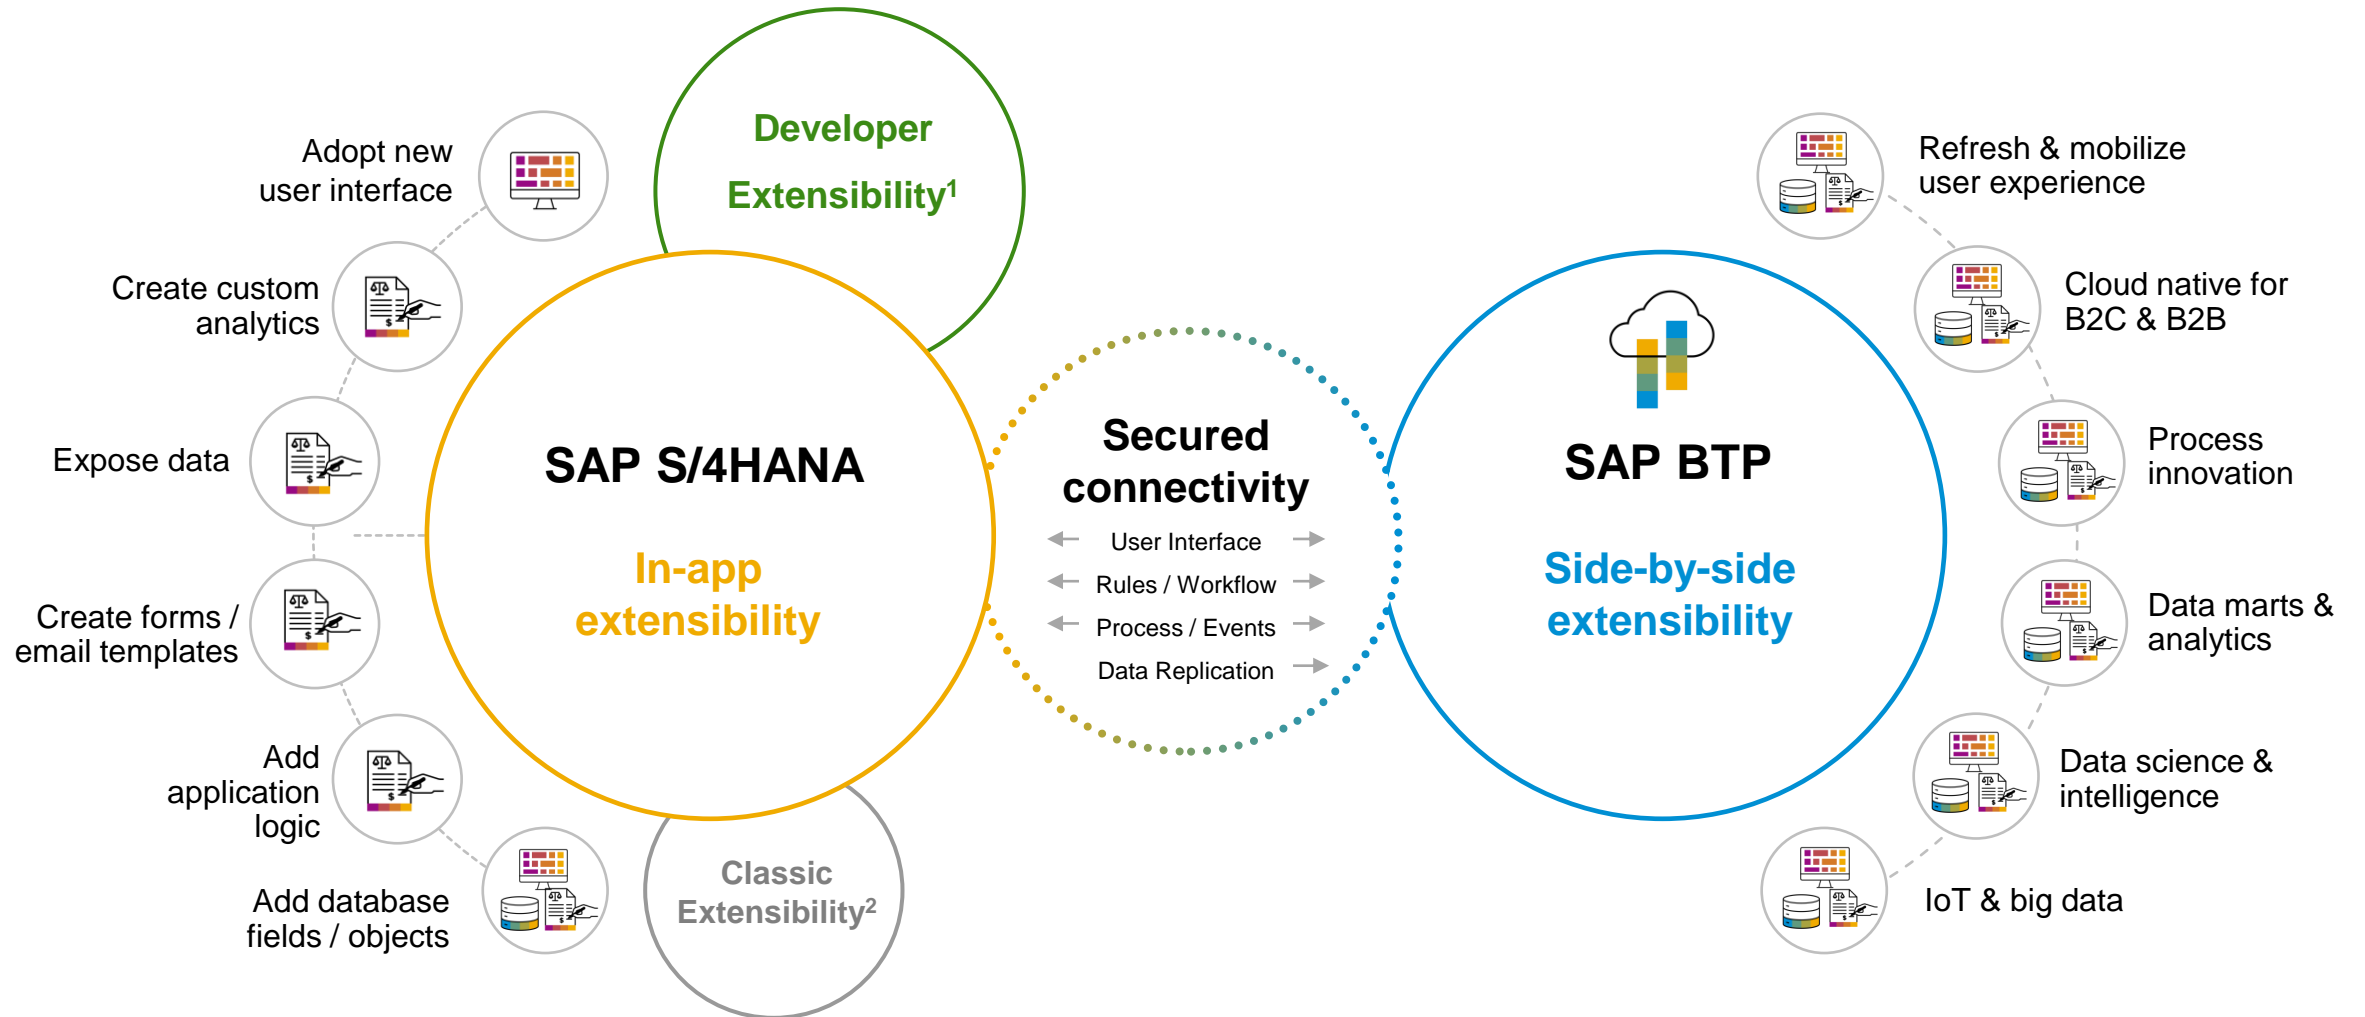 Developer
Extensibility¹
Adopt new
user interface
Create custom
analytics
Expose data
Create forms /
email templates
Add
application
logic
Add database
fields / objects
SAP S/4HANA
In-app
extensibility
Classic
Extensibility²
Secured
connectivity
User Interface
Rules / Workflow
Process / Events
Data Replication
SAP BTP
Side-by-side
extensibility
Refresh & mobilize
user experience
Cloud native for
B2C & B2B
Process
innovation
Data marts &
analytics
Data science &
intelligence
IoT & big data